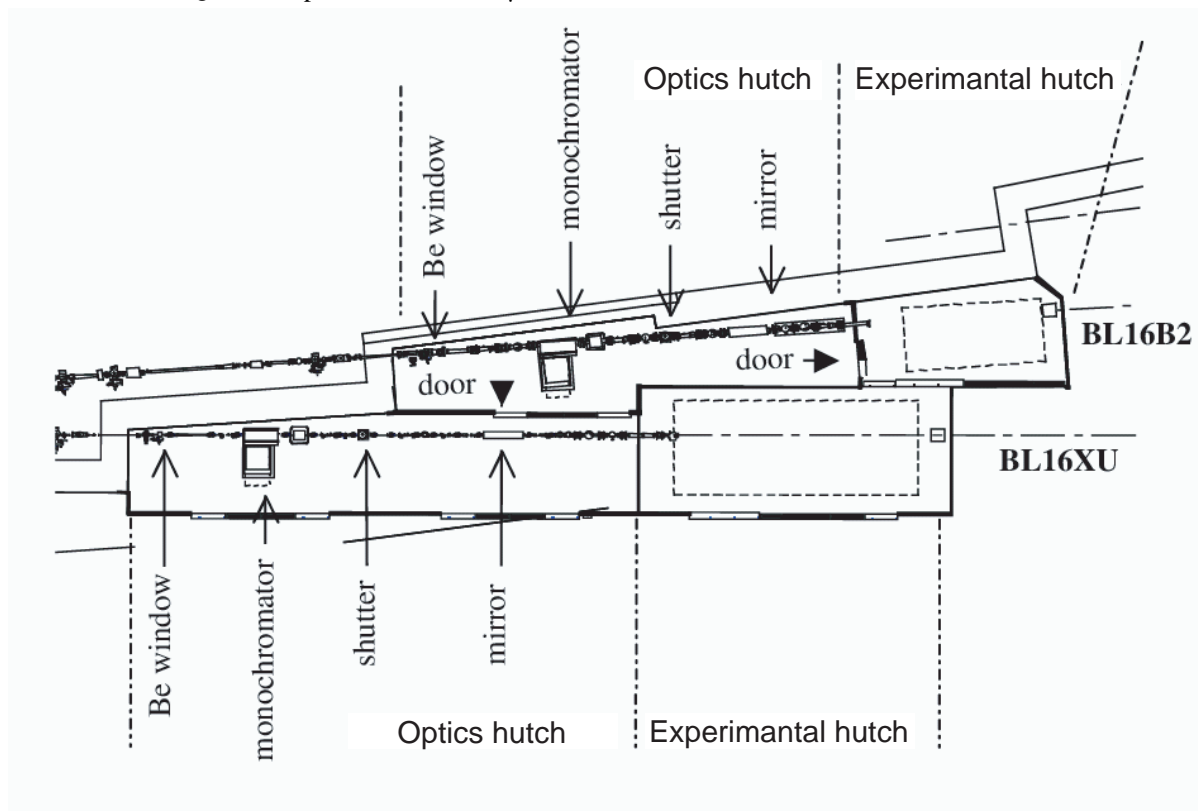 Optics hutch
Experimantal hutch
Be window
monochromator
shutter
mirror
door
door
BL16B2
BL16XU
Be window
monochromator
shutter
mirror
Optics hutch
Experimantal hutch